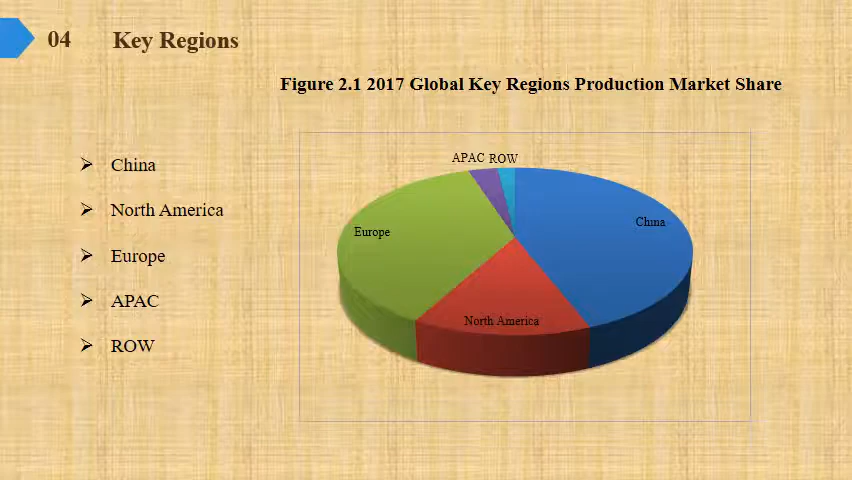 04 Key Regions
Figure 2.1 2017 Global Key Regions Production Market Share
China
North America
Europe
APAC
ROW
APAC ROW
China
Europe
North America